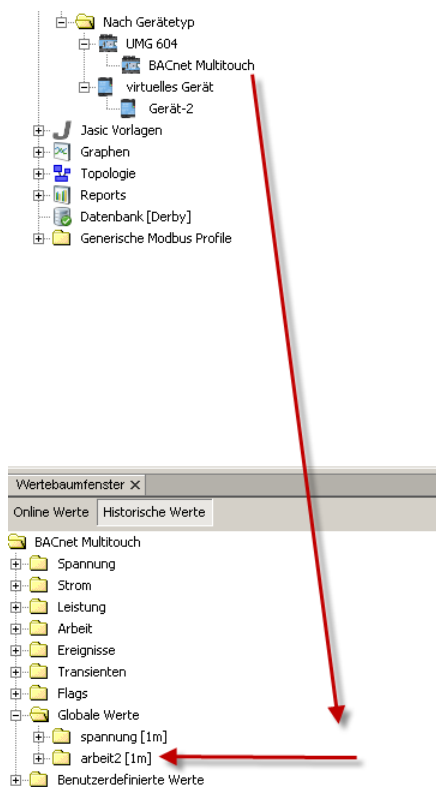 Nach Gerätetyp
UMG 604
BACnet Multitouch
virtuelles Gerät
Gerät-2
Jasic Vorlagen
Graphen
Topologie
Reports
Datenbank [Derby]
Generische Modbus Profile
Wertebaumfenster
Online Werte Historische Werte
BACnet Multitouch
Spannung
Strom
Leistung
Arbeit
Ereignisse
Transienten
Flags
Globale Werte
spannung [1m]
arbeit2 [1m]
Benutzerdefinierte Werte